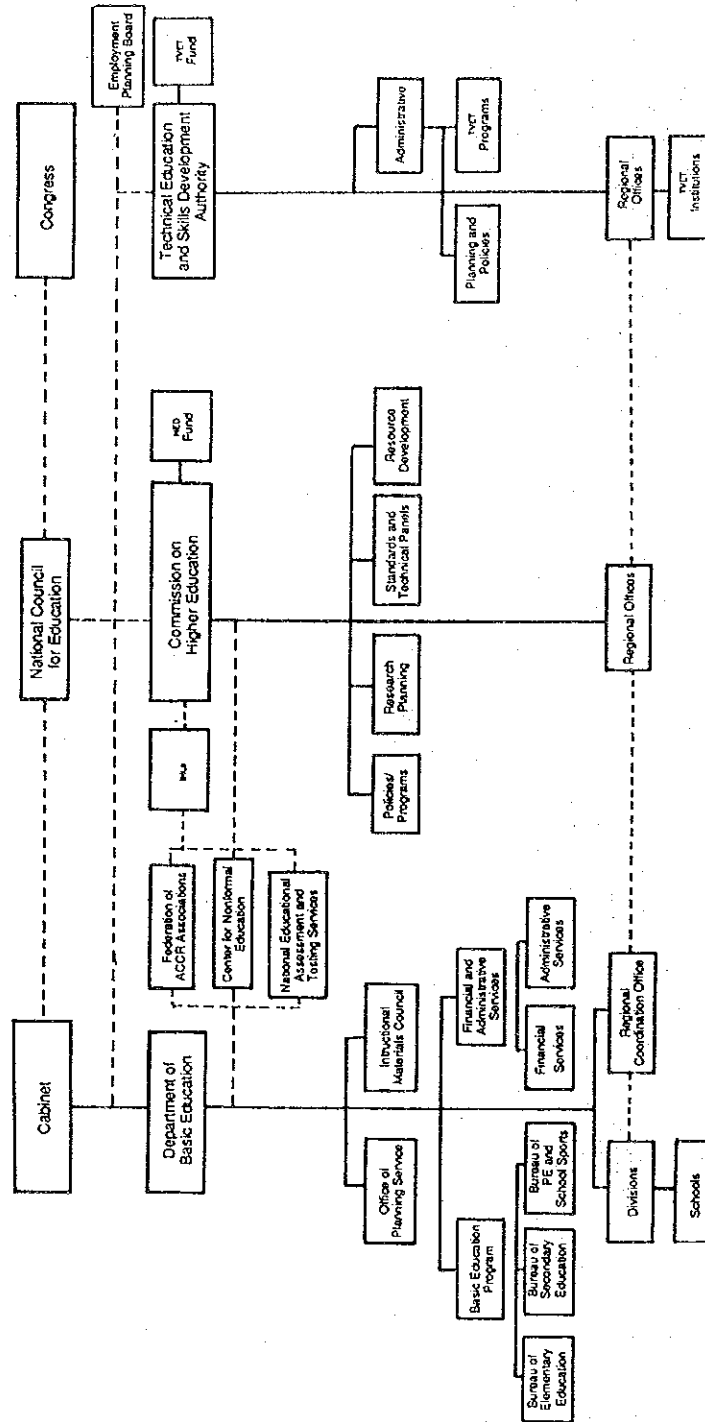 Cabinet
National Council
for Education
Congress
Employment
Planning Board
Department of
Basic Education
Federation of
ACCR Associations
Center for Nonformal
Education
National Educational
Assessment and
Testing Services
Commission on
Higher Education
HED
Fund
Technical Education
and Skills Development
Authority
TVET
Fund
Office of
Planning Service
Intructional
Materials Council
Policies/
Programs
Research
Planning
Standards and
Technical Panels
Resource
Development
Administrative
Planning and
Policies
TVET
Programs
Basic Education
Program
Financial and
Administrative
Services
Bureau of
Elementary
Education
Bureau of
Secondary
Education
Bureau of
PE and
School Sports
Financial
Services
Administrative
Services
Divisions
Regional
Coordination Office
Regional Offices
Regional
Offices
Schools
TVET
Institutions